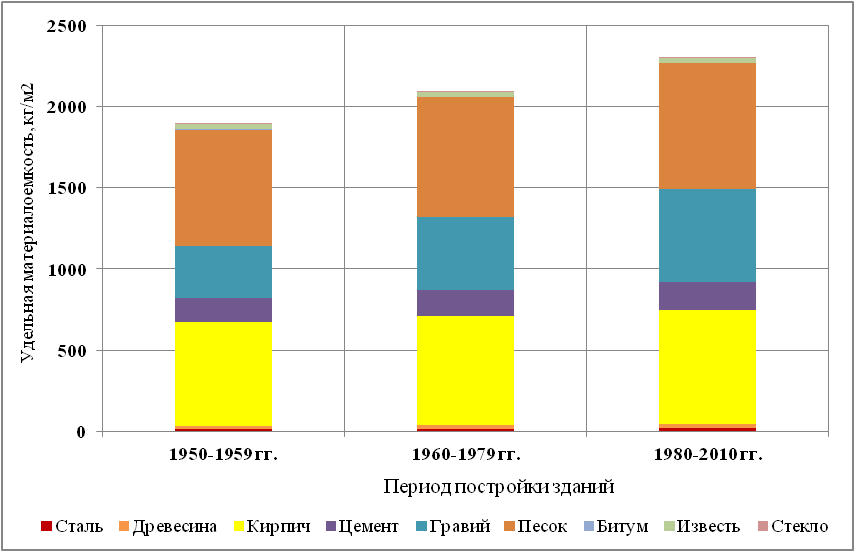 Удельная материалоемкость, кг/м2
2500
2000
1500
1000
500
0
1950-1959гг.
1960-1979гг.
1980-2010гг.
Период постройки зданий
Сталь
Древесина
Кирпич
Цемент
Гравий
Песок
Битум
Известь
Стекло